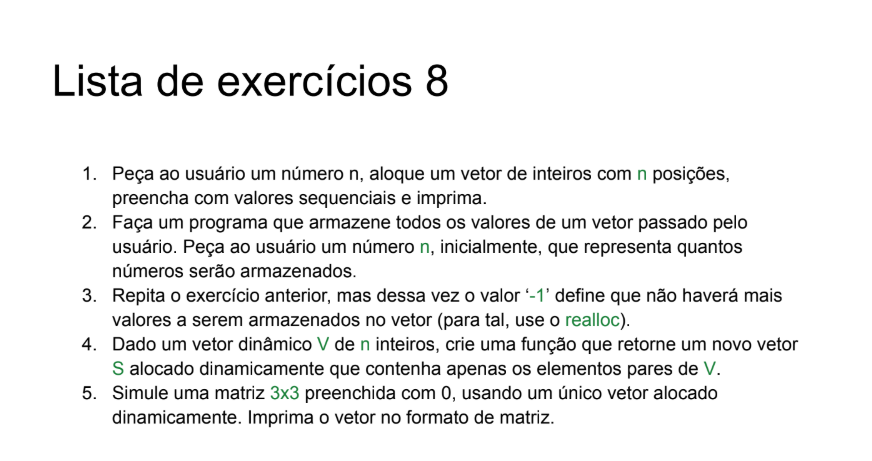 Lista de exercícios 8
1. Peça ao usuário um número n, aloque um vetor de inteiros com n posições,
preencha com valores sequenciais e imprima.
2. Faça um programa que armazene todos os valores de um vetor passado pelo
usuário. Peça ao usuário um número n, inicialmente, que representa quantos
números serão armazenados.
3. Repita o exercício anterior, mas dessa vez o valor ‘-1’ define que não haverá mais
valores a serem armazenados no vetor (para tal, use o realloc).
4. Dado um vetor dinâmico V de n inteiros, crie uma função que retorne um novo vetor
S alocado dinamicamente que contenha apenas os elementos pares de V.
5. Simule uma matriz 3x3 preenchida com 0, usando um único vetor alocado
dinamicamente. Imprima o vetor no formato de matriz.